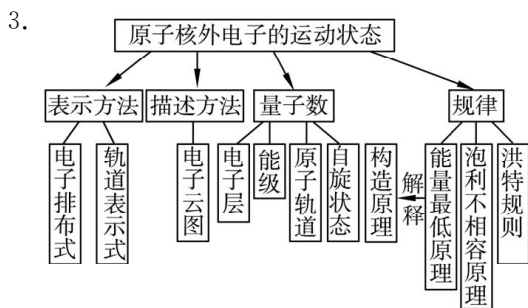 3.
原子核外电子的运动状态
表示方法
描述方法
量子数
规律
电子排布式
轨道表示式
电子云图
电子层
能级
原子轨道
自旋状态
构造原理
解释
能量最低原理
泡利不相容原理
洪特规则